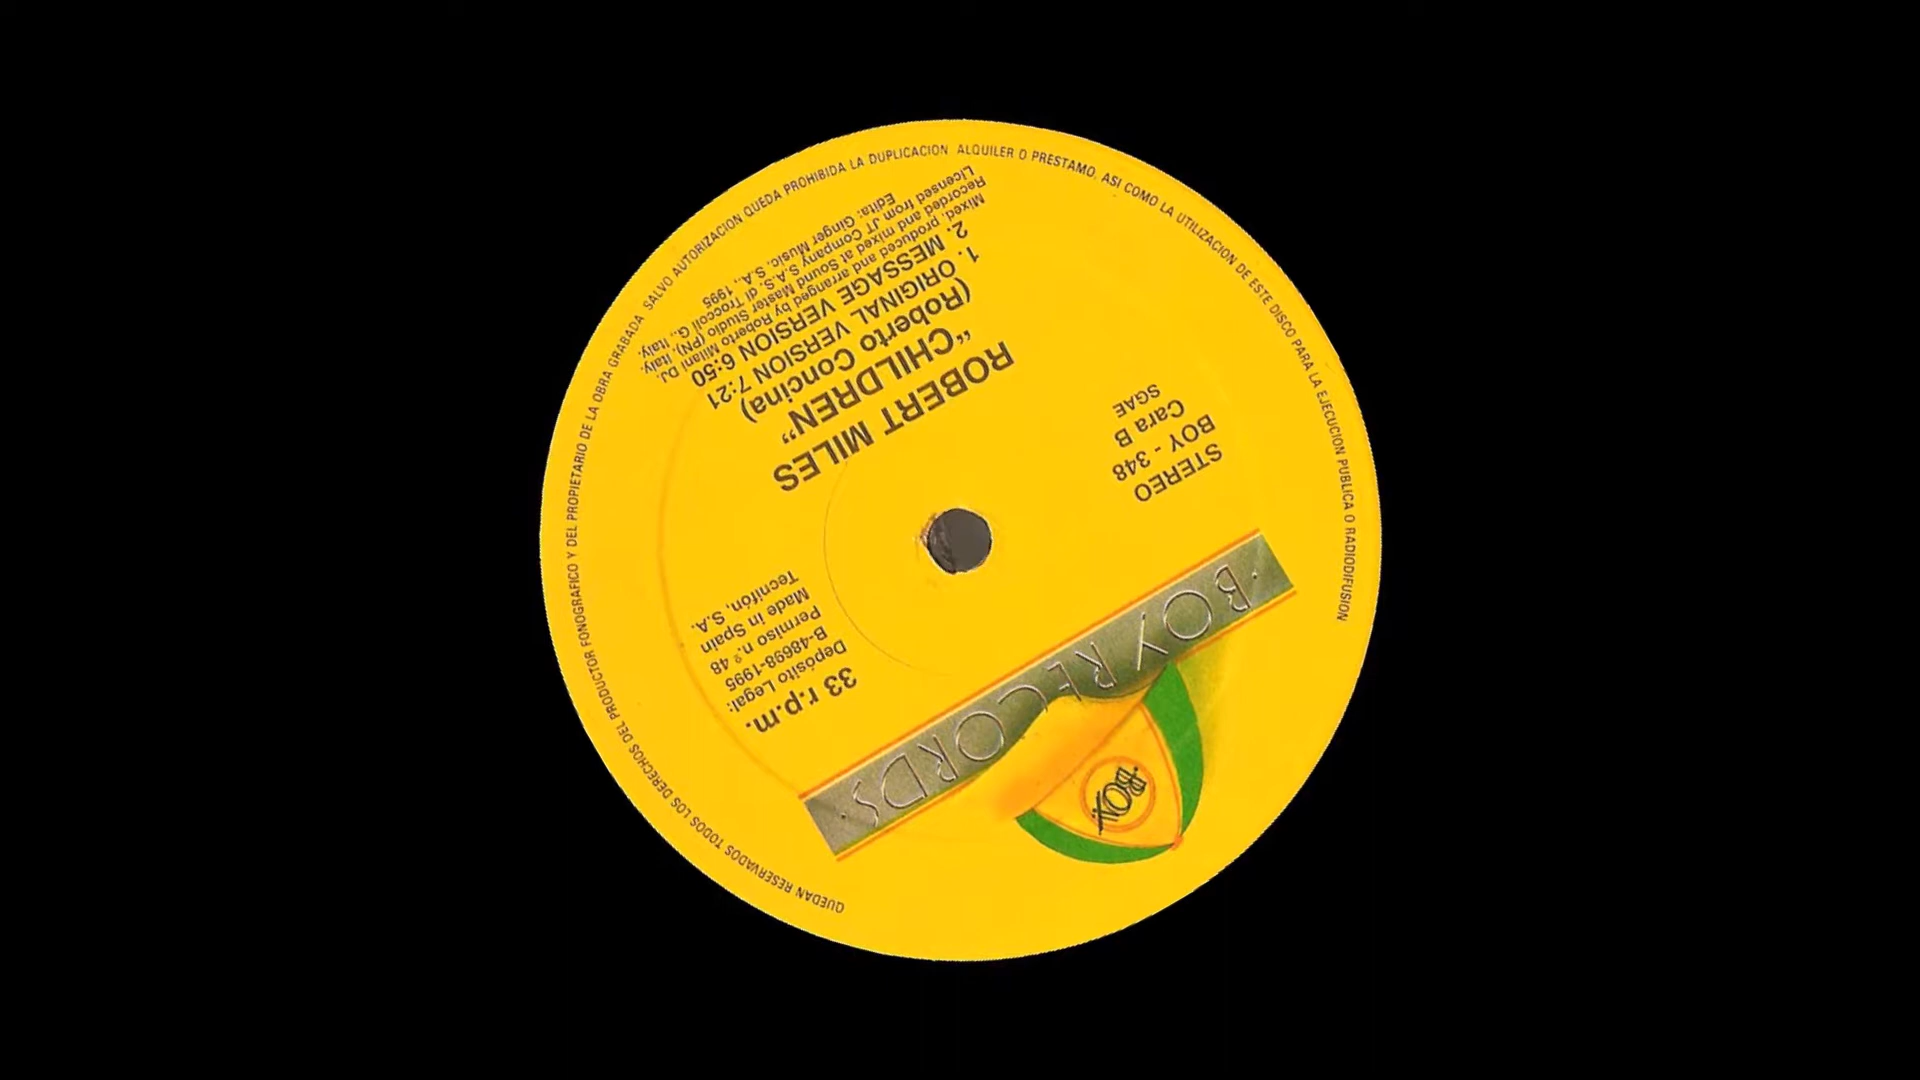 QUEDAN RESERVADOS TODOS LOS DERECHOS DEL PRODUCTOR FONOGRAFICO Y DEL PROPIETARIO DE LA OBRA GRABADA SALVO AUTORIZACION QUEDA PROHIBIDA LA DUPLICACION ALQUILER O PRESTAMO, ASI COMO LA UTILIZACION DE ESTE DISCO PARA LA EJECUCION PUBLICA O RADIODIFUSION
·BOY·
·BOY RECORDS·
STEREO
BOY - 348
Cara B
SGAE
33 r.p.m.
Depósito Legal:
B-48698-1995
Permiso n.º 48
Made in Spain
Tecnifón, S.A.
ROBERT MILES
“CHILDREN”
(Roberto Concina)
1. ORIGINAL VERSION 7:21
2. MESSAGE VERSION 6:50
Mixed, produced and arranged by Roberto Milani DJ.
Recorded and mixed at Sound Master Studio (PN), Italy.
Licensed from JT Company S.A.S. di Troccoli G., Italy.
Edita: Ginger Music, S.A., 1995